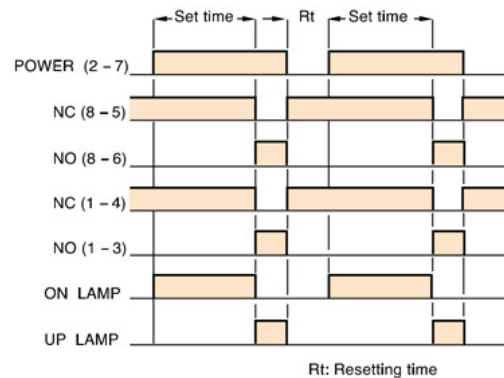 Set time Rt Set time
POWER (2 – 7)
NC (8 – 5)
NO (8 – 6)
NC (1 – 4)
NO (1 – 3)
ON LAMP
UP LAMP
Rt: Resetting time